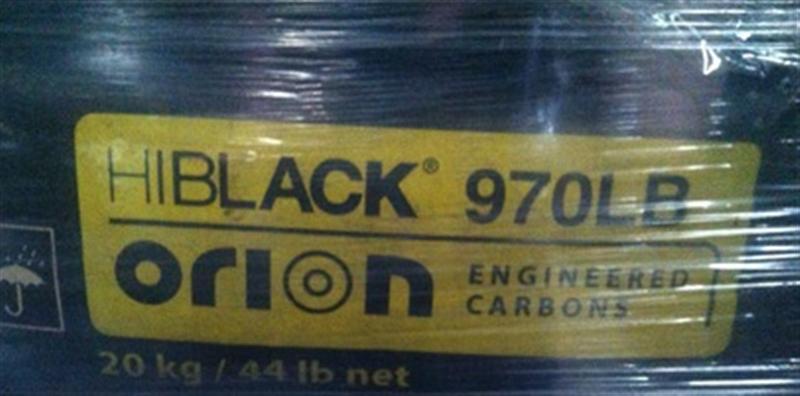 HIBLACK® 970LB
orion ENGINEERED
CARBONS
20 kg / 44 lb net